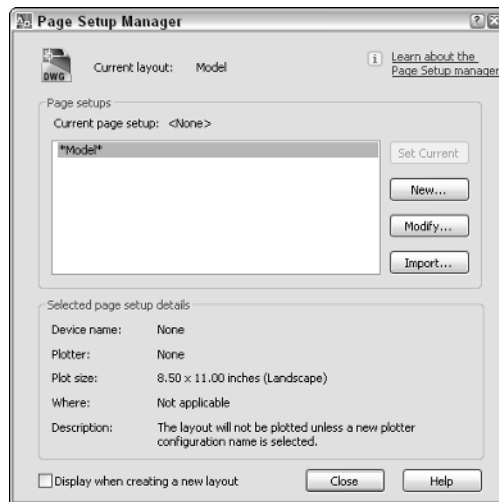 Page Setup Manager
DWG
Current layout: Model
i
Learn about the
Page Setup manager
Page setups
Current page setup: <None>
*Model*
Set Current
New...
Modify...
Import...
Selected page setup details
Device name: None
Plotter: None
Plot size: 8.50 x 11.00 inches (Landscape)
Where: Not applicable
Description: The layout will not be plotted unless a new plotter
configuration name is selected.
Display when creating a new layout
Close
Help